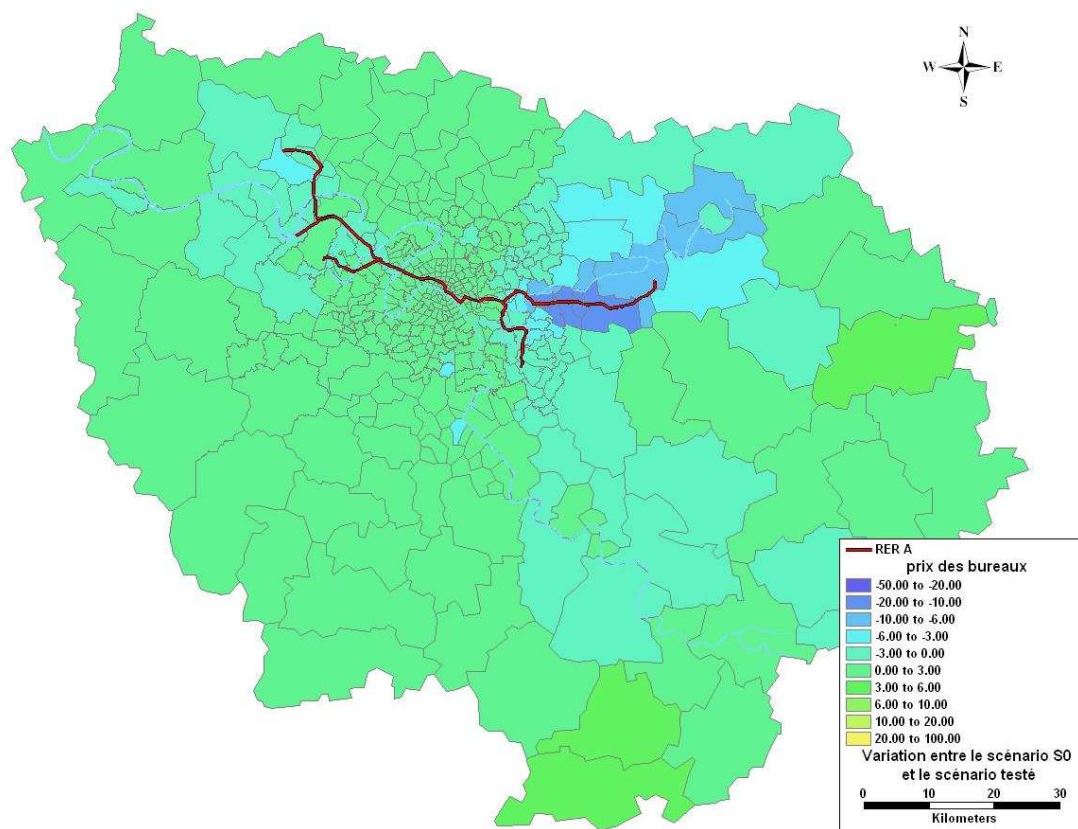 N
W E
S
RER A
prix des bureaux
-50.00 to -20.00
-20.00 to -10.00
-10.00 to -6.00
-6.00 to -3.00
-3.00 to 0.00
0.00 to 3.00
3.00 to 6.00
6.00 to 10.00
10.00 to 20.00
20.00 to 100.00
Variation entre le scénario S0
et le scénario testé
0 10 20 30
Kilometers